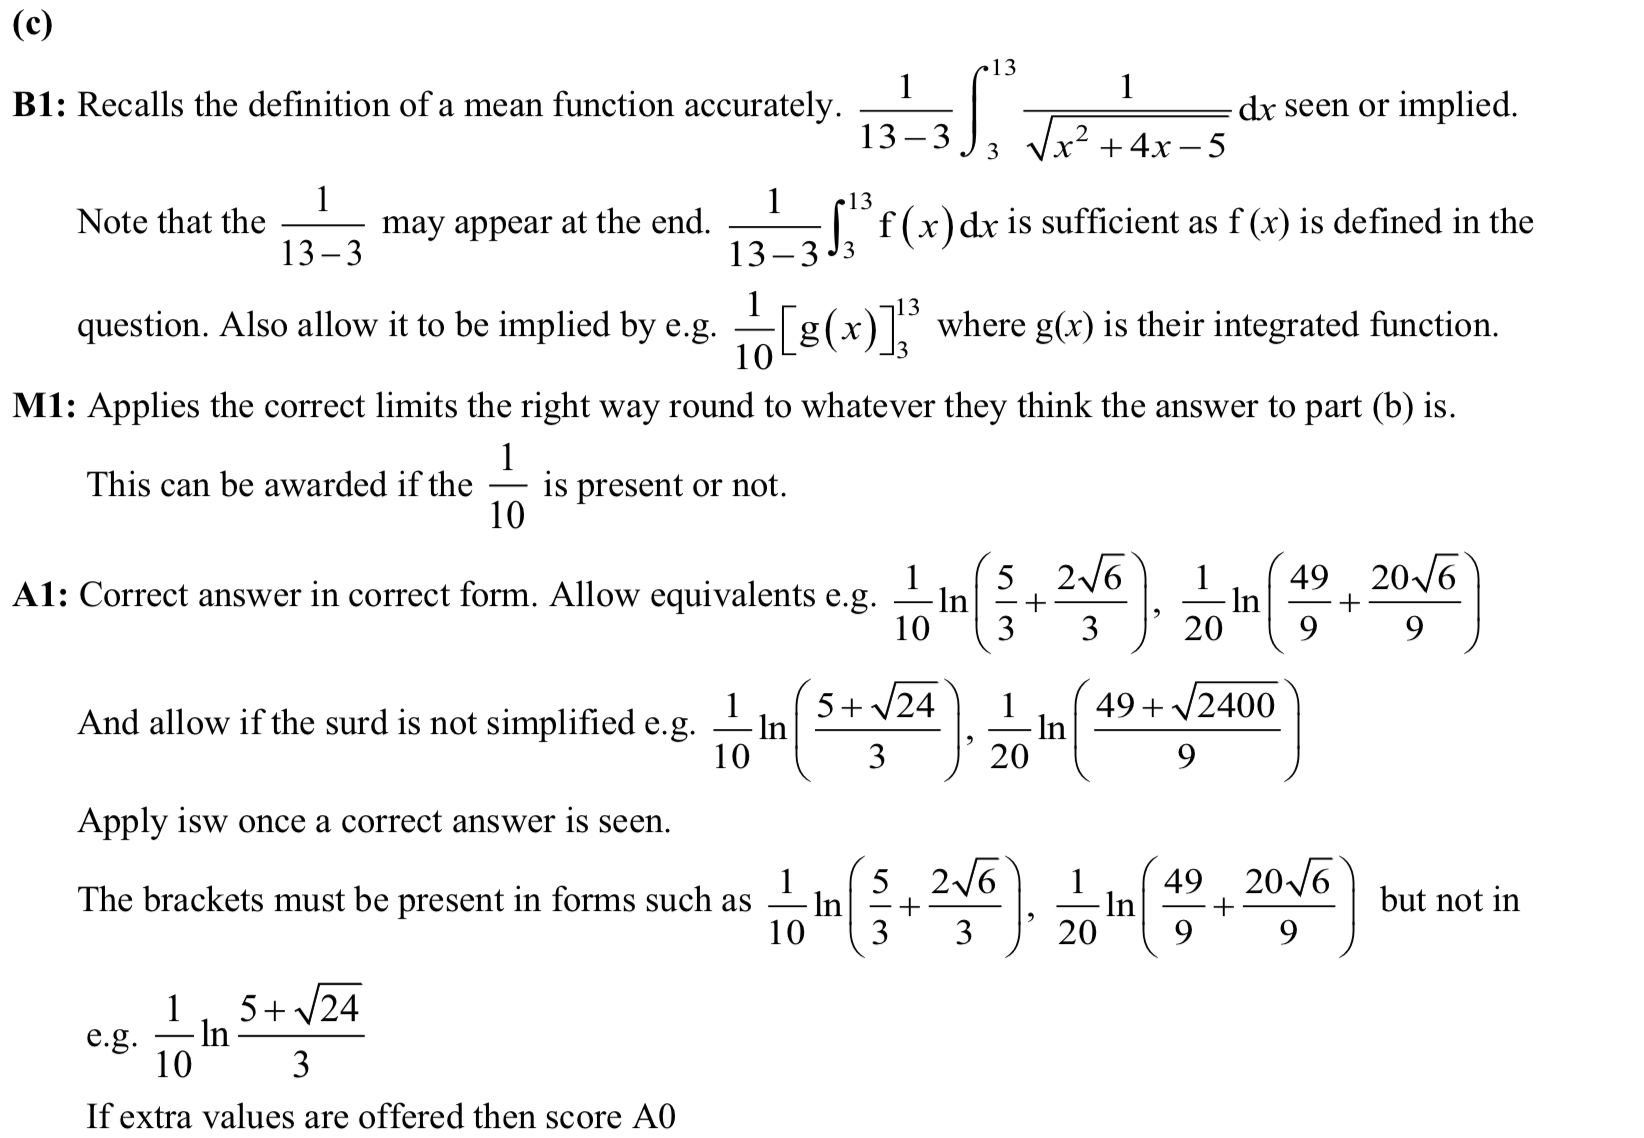 (c)
B1: Recalls the definition of a mean function accurately. $\frac{1}{13-3}\int_{3}^{13}\frac{1}{\sqrt{x^2+4x-5}}dx$ seen or implied.
Note that the $\frac{1}{13-3}$ may appear at the end. $\frac{1}{13-3}\int_{3}^{13}f(x)dx$ is sufficient as f (x) is defined in the
question. Also allow it to be implied by e.g. $\frac{1}{10}\left[g(x)\right]_{3}^{13}$ where g(x) is their integrated function.
M1: Applies the correct limits the right way round to whatever they think the answer to part (b) is.
This can be awarded if the $\frac{1}{10}$ is present or not.
A1: Correct answer in correct form. Allow equivalents e.g. $\frac{1}{10}\ln\left(\frac{5}{3}+\frac{2\sqrt{6}}{3}\right), \frac{1}{20}\ln\left(\frac{49}{9}+\frac{20\sqrt{6}}{9}\right)$
And allow if the surd is not simplified e.g. $\frac{1}{10}\ln\left(\frac{5+\sqrt{24}}{3}\right), \frac{1}{20}\ln\left(\frac{49+\sqrt{2400}}{9}\right)$
Apply isw once a correct answer is seen.
The brackets must be present in forms such as $\frac{1}{10}\ln\left(\frac{5}{3}+\frac{2\sqrt{6}}{3}\right), \frac{1}{20}\ln\left(\frac{49}{9}+\frac{20\sqrt{6}}{9}\right)$ but not in
e.g. $\frac{1}{10}\ln\frac{5+\sqrt{24}}{3}$
If extra values are offered then score A0